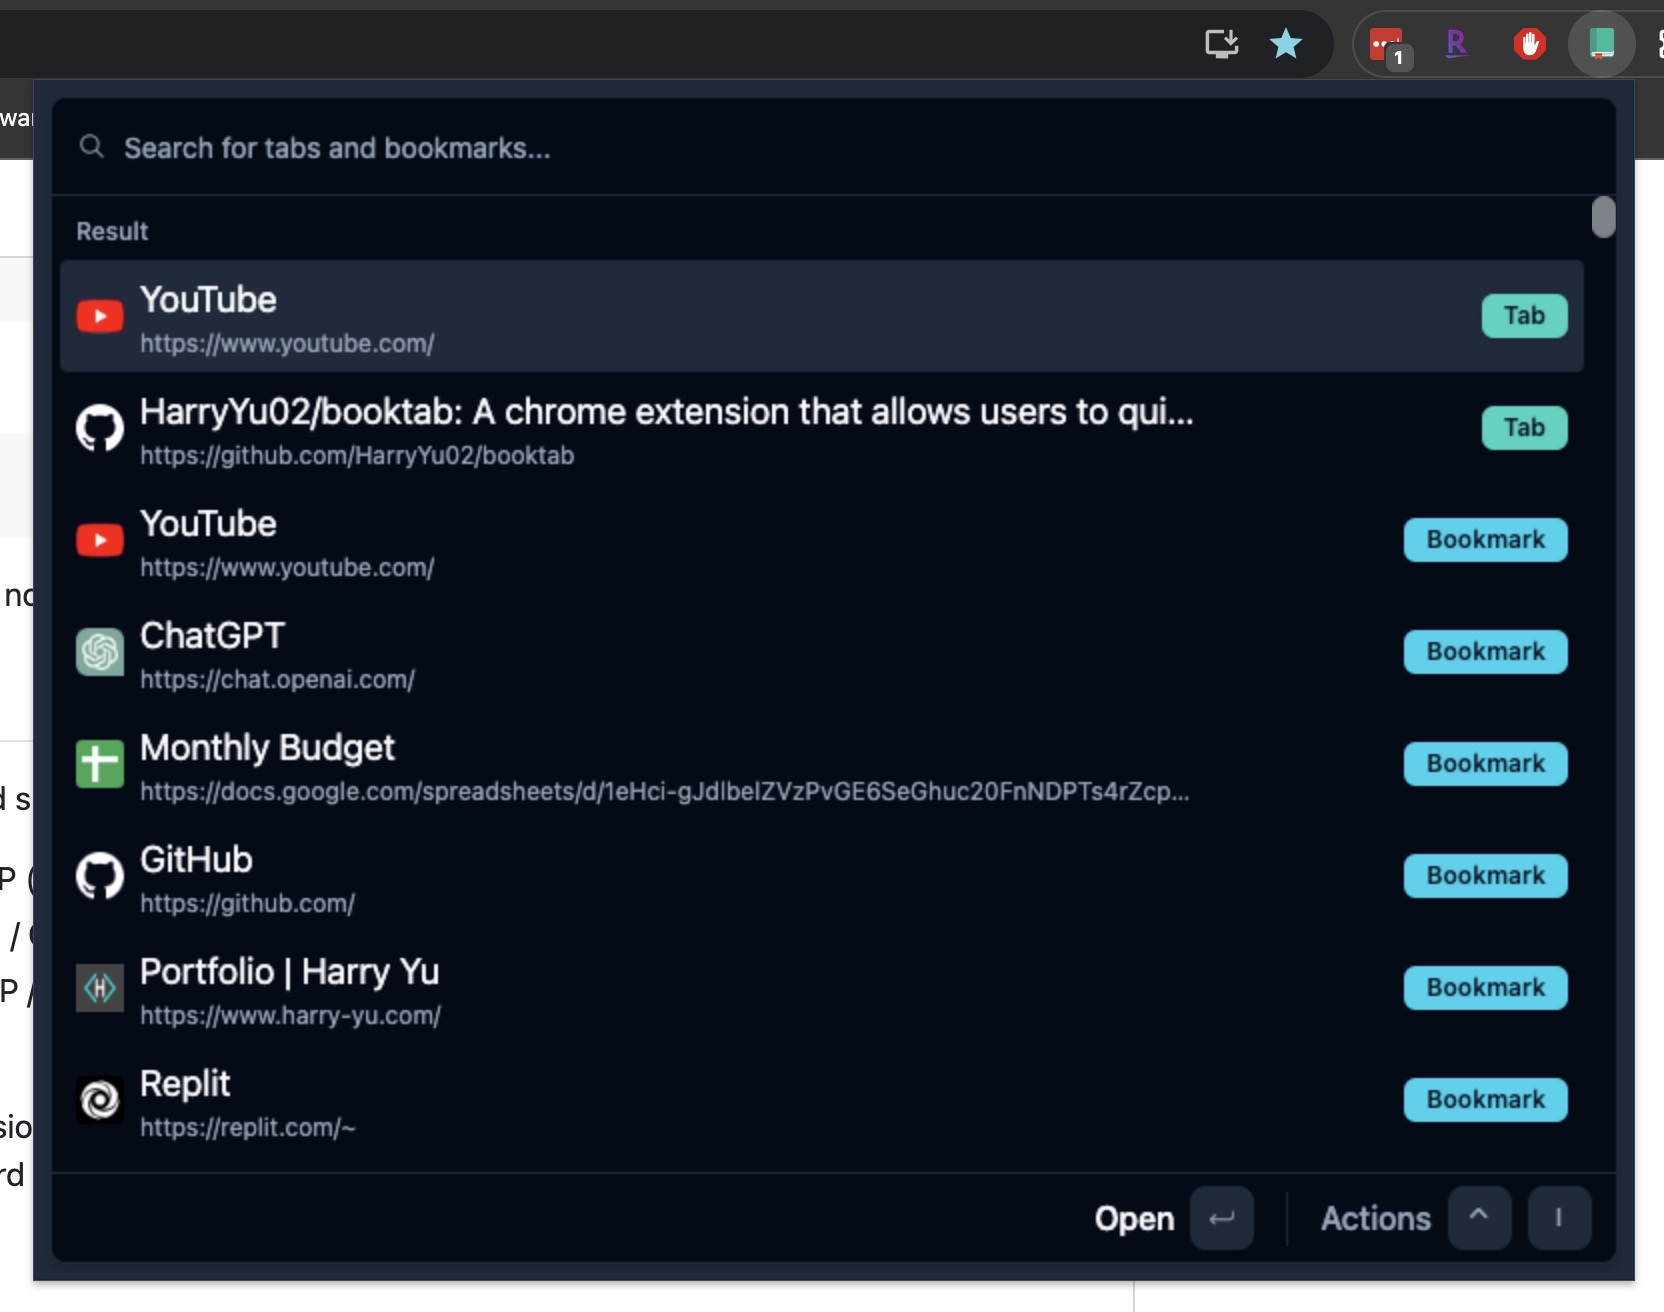 1
R
Search for tabs and bookmarks...
Result
YouTube
https://www.youtube.com/
Tab
HarryYu02/booktab: A chrome extension that allows users to qui...
https://github.com/HarryYu02/booktab
Tab
YouTube
https://www.youtube.com/
Bookmark
ChatGPT
https://chat.openai.com/
Bookmark
Monthly Budget
https://docs.google.com/spreadsheets/d/1eHci-gJdlbelZVzPvGE6SeGhuc20FnNDPTs4rZcp...
Bookmark
GitHub
https://github.com/
Bookmark
Portfolio | Harry Yu
https://www.harry-yu.com/
Bookmark
Replit
https://replit.com/~
Bookmark
rd
Open
Actions ^ I